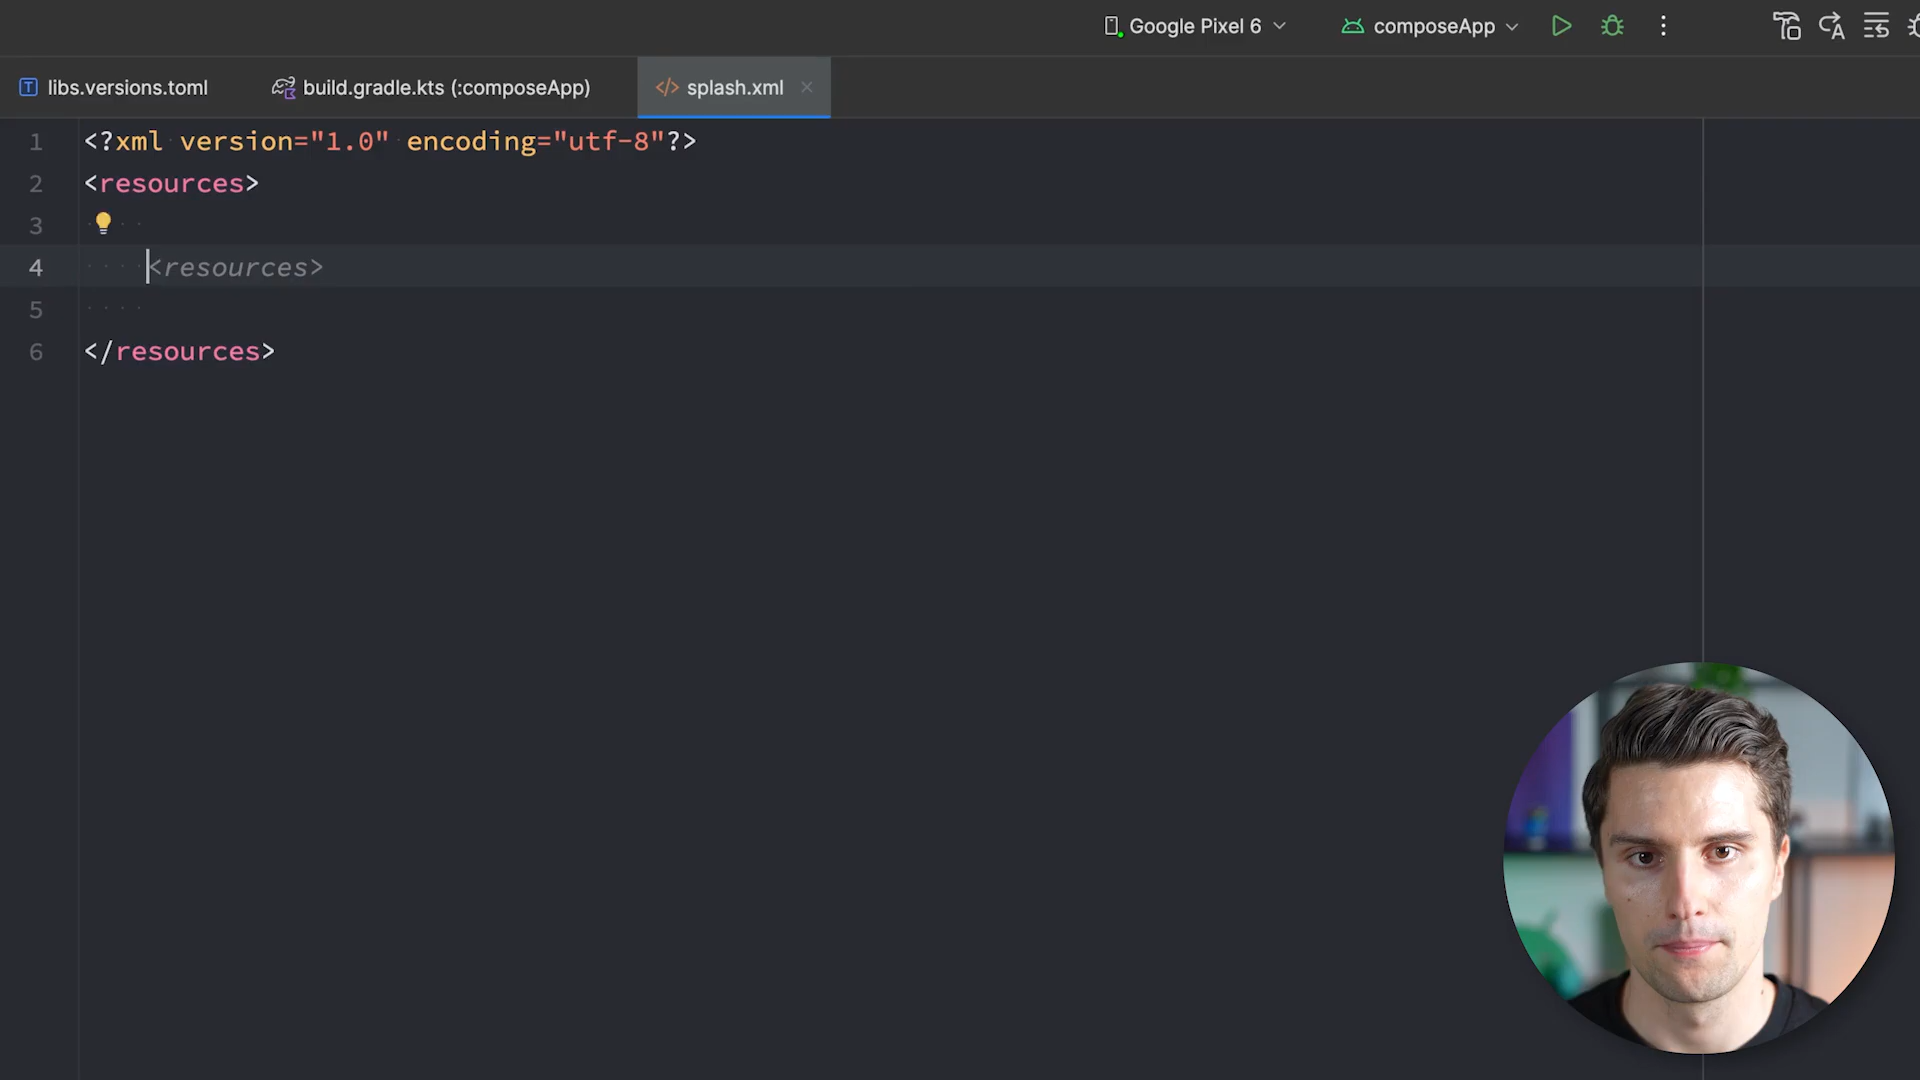 Google Pixel 6
composeApp
libs.versions.toml
build.gradle.kts (:composeApp)
splash.xml
1 <?xml version="1.0" encoding="utf-8"?>
2 <resources>
3
4 <resources>
5
6 </resources>